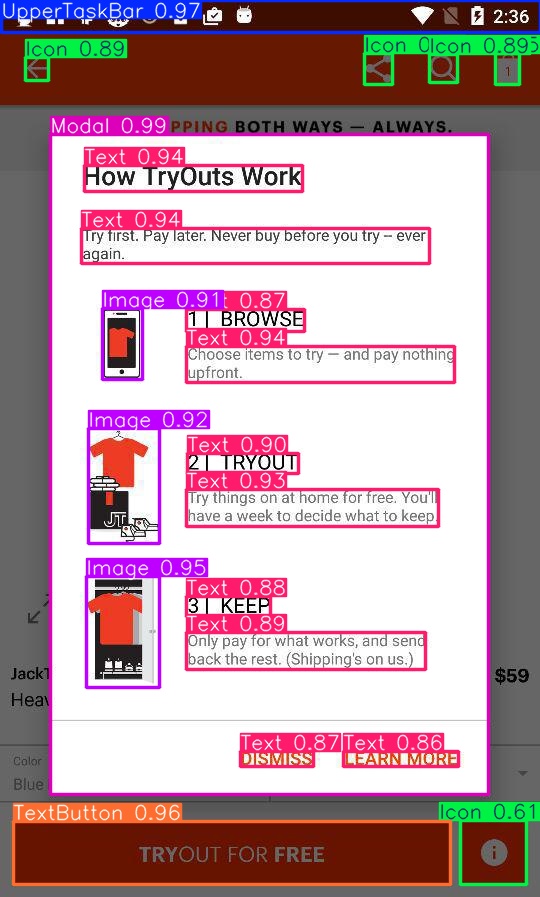 UpperTaskBar 0.97
2:36
Icon 0.89
Icon 0
Icon 0.895
1
Modal 0.99
PPING BOTH WAYS — ALWAYS.
Text 0.94
How TryOuts Work
Text 0.94
Try first. Pay later. Never buy before you try -- ever
again.
Image 0.91
0.87
1 | BROWSE
Text 0.94
Choose items to try — and pay nothing
upfront.
Image 0.92
Text 0.90
2 | TRYOUT
Text 0.93
Try things on at home for free. You'll
have a week to decide what to keep.
JT
Image 0.95
Text 0.88
3 | KEEP
Text 0.89
Only pay for what works, and send
back the rest. (Shipping's on us.)
JackT
$59
Heav
Text 0.87
Text 0.86
DISMISS
LEARN MORE
Color
Blue
TextButton 0.96
Icon 0.61
TRYOUT FOR FREE